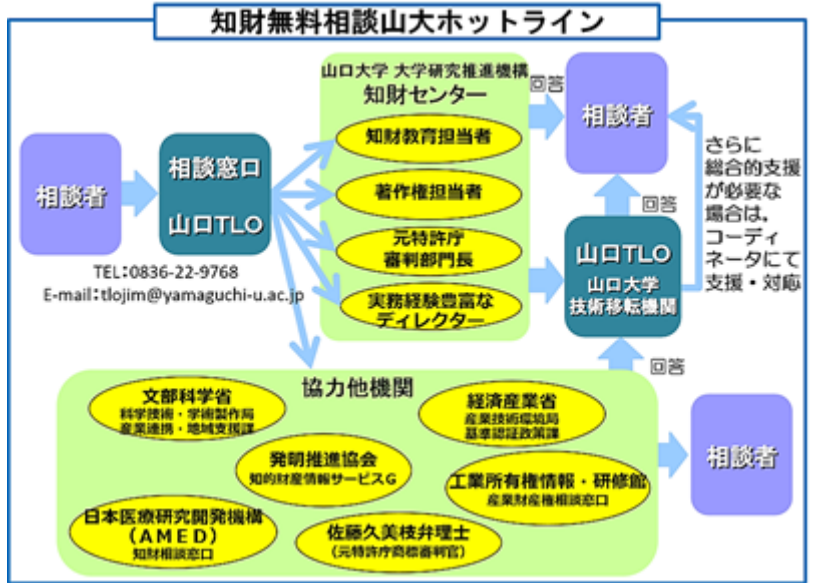 知財無料相談山大ホットライン
相談者
相談窓口
山口TLO
TEL:0836-22-9768
E-mail:tlojim@yamaguchi-u.ac.jp
山口大学 大学研究推進機構
知財センター
知財教育担当者
著作権担当者
元特許庁
審判部門長
実務経験豊富な
ディレクター
回答
相談者
回答
山口TLO
山口大学
技術移転機関
さらに
総合的支援
が必要な
場合は、
コーディ
ネータにて
支援・対応
回答
協力他機関
文部科学省
科学技術・学術製作局
産業連携・地域支援課
経済産業省
産業技術環境局
基準認証政策課
発明推進協会
知的財産情報サービスG
工業所有権情報・研修館
産業財産権相談窓口
日本医療研究開発機構
(AMED)
知財相談窓口
佐藤久美枝弁理士
(元特許庁商標審判官)
相談者